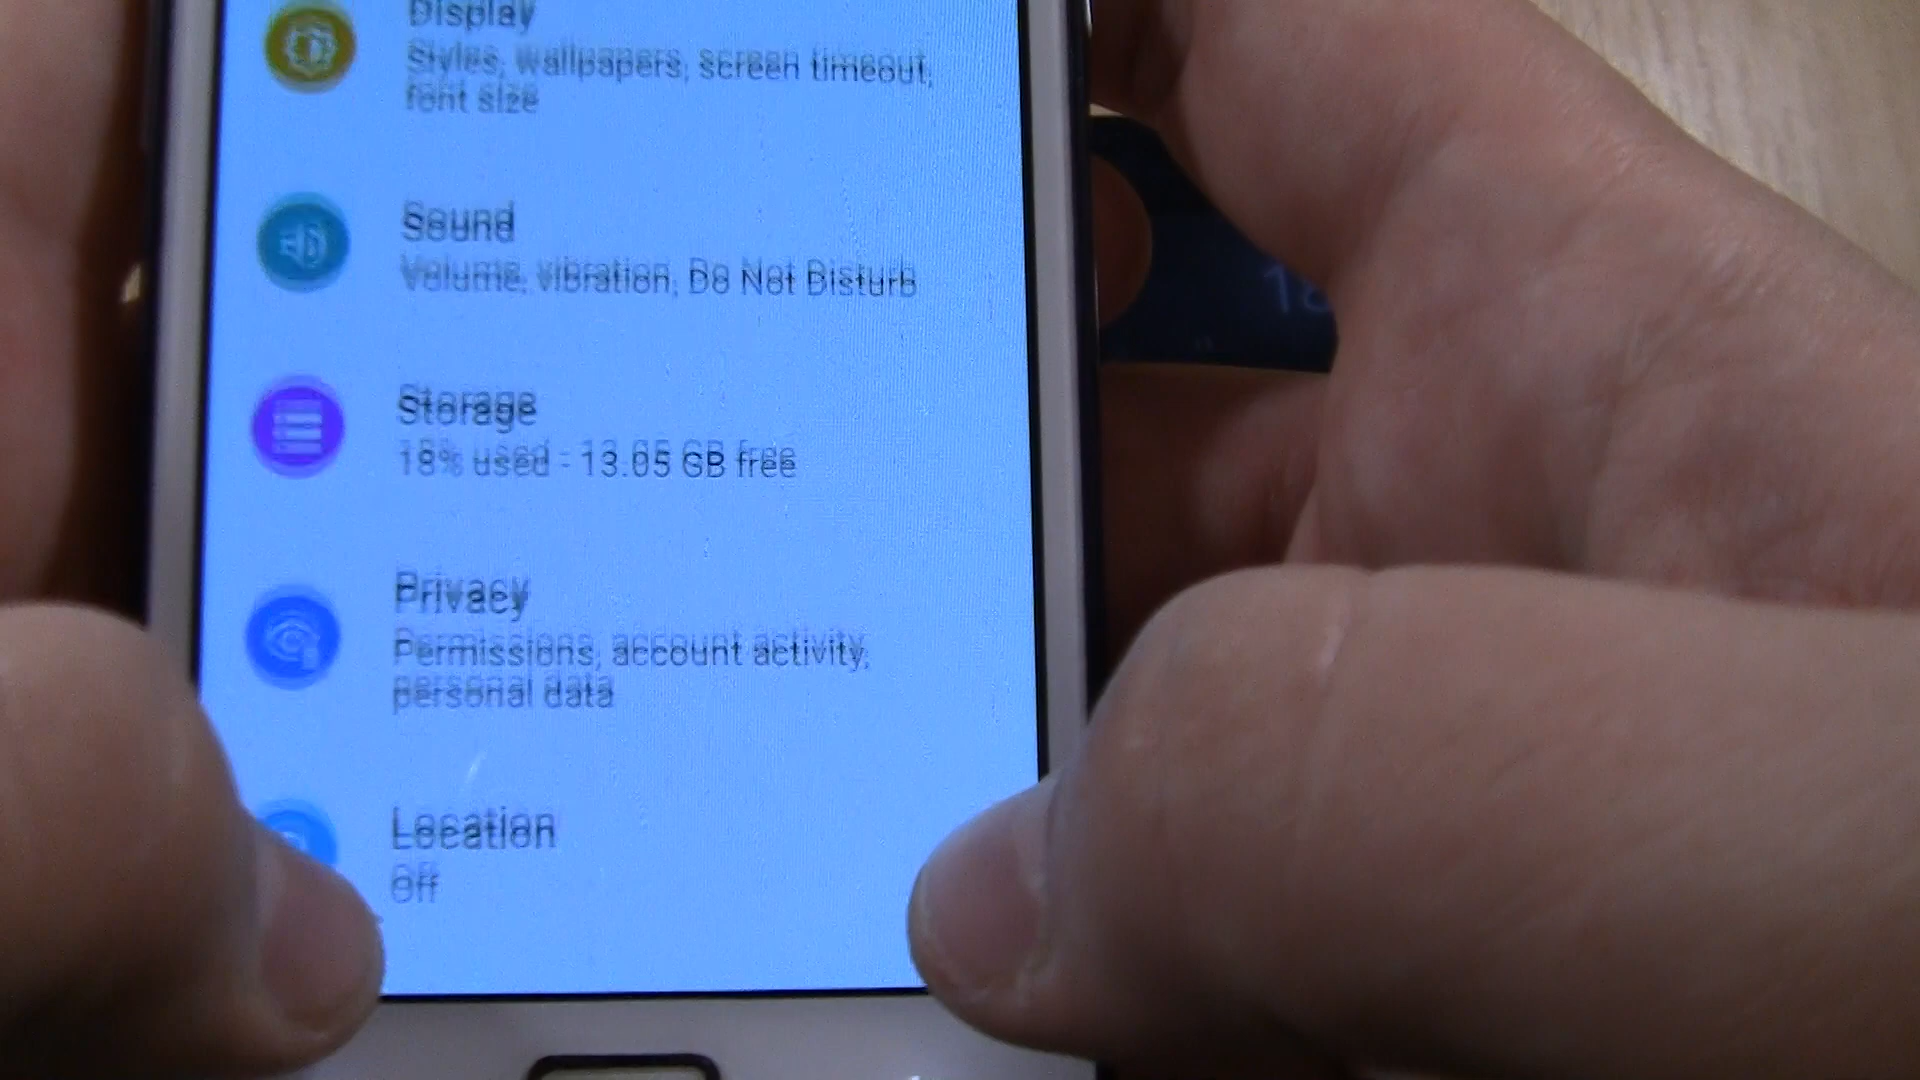 Display
Styles, wallpapers, screen timeout,
font size
Sound
Volume, vibration, Do Not Disturb
Storage
18% used - 13.05 GB free
Privacy
Permissions, account activity,
personal data
Location
Off